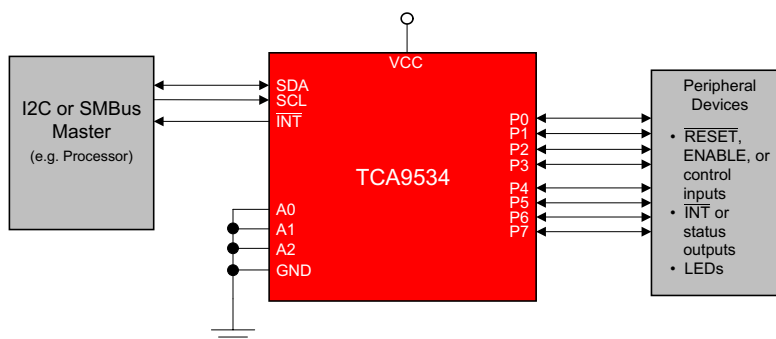 VCC
I2C or SMBus
Master
(e.g. Processor)
SDA
SCL
INT
A0
A1
A2
GND
TCA9534
P0
P1
P2
P3
P4
P5
P6
P7
Peripheral
Devices
• RESET,
ENABLE, or
control
inputs
• INT or
status
outputs
• LEDs